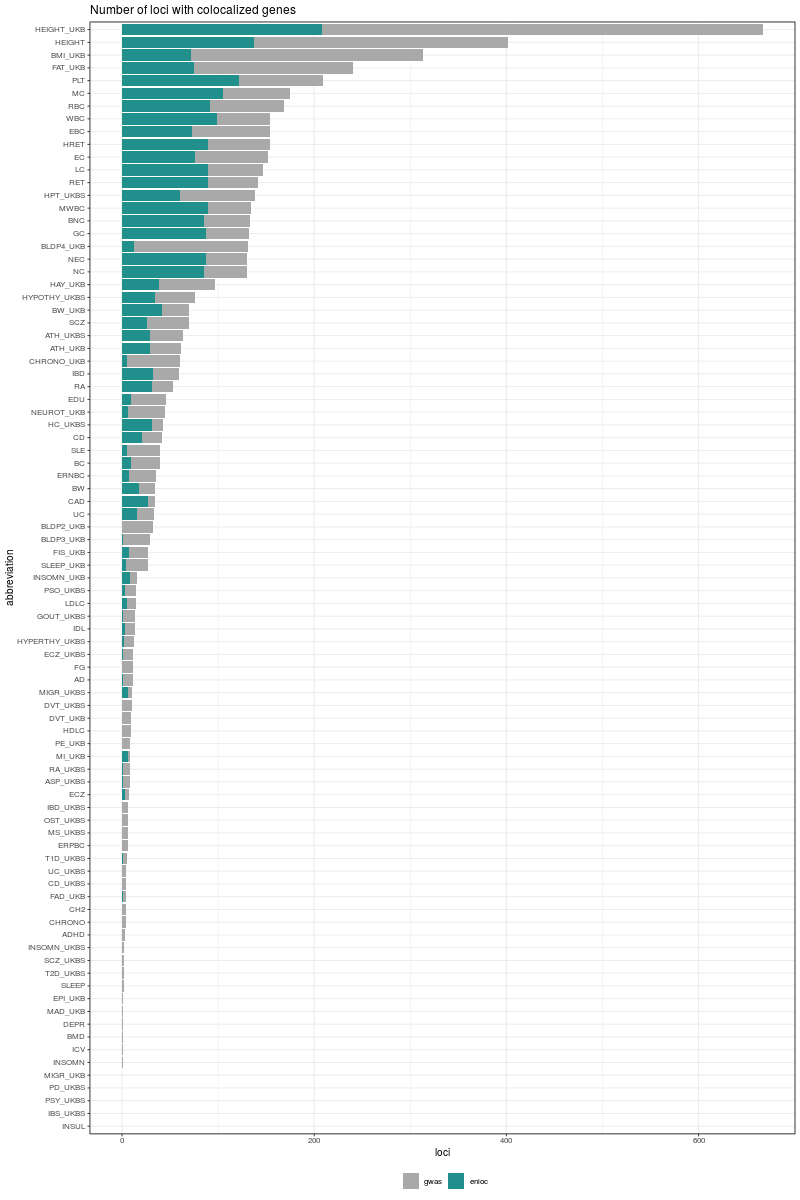 Number of loci with colocalized genes
HEIGHT_UKB
HEIGHT
BMI_UKB
FAT_UKB
PLT
MC
RBC
WBC
EBC
HRET
EC
LC
RET
HPT_UKBS
MWBC
BNC
GC
BLDP4_UKB
NEC
NC
HAY_UKB
HYPOTHY_UKBS
BW_UKB
SCZ
ATH_UKBS
ATH_UKB
CHRONO_UKB
IBD
RA
EDU
NEUROT_UKB
HC_UKBS
CD
SLE
BC
ERNBC
BW
CAD
UC
BLDP2_UKB
BLDP3_UKB
FIS_UKB
SLEEP_UKB
INSOMN_UKB
PSO_UKBS
LDLC
GOUT_UKBS
IDL
HYPERTHY_UKBS
ECZ_UKBS
FG
AD
MIGR_UKBS
DVT_UKBS
DVT_UKB
HDLC
PE_UKB
MI_UKB
RA_UKBS
ASP_UKBS
ECZ
IBD_UKBS
OST_UKBS
MS_UKBS
ERPBC
T1D_UKBS
UC_UKBS
CD_UKBS
FAD_UKB
CH2
CHRONO
ADHD
INSOMN_UKBS
SCZ_UKBS
T2D_UKBS
SLEEP
EPI_UKB
MAD_UKB
DEPR
BMD
ICV
INSOMN
MIGR_UKB
PD_UKBS
PSY_UKBS
IBS_UKBS
INSUL
abbreviation
0 200 400 600
loci
gwas enloc